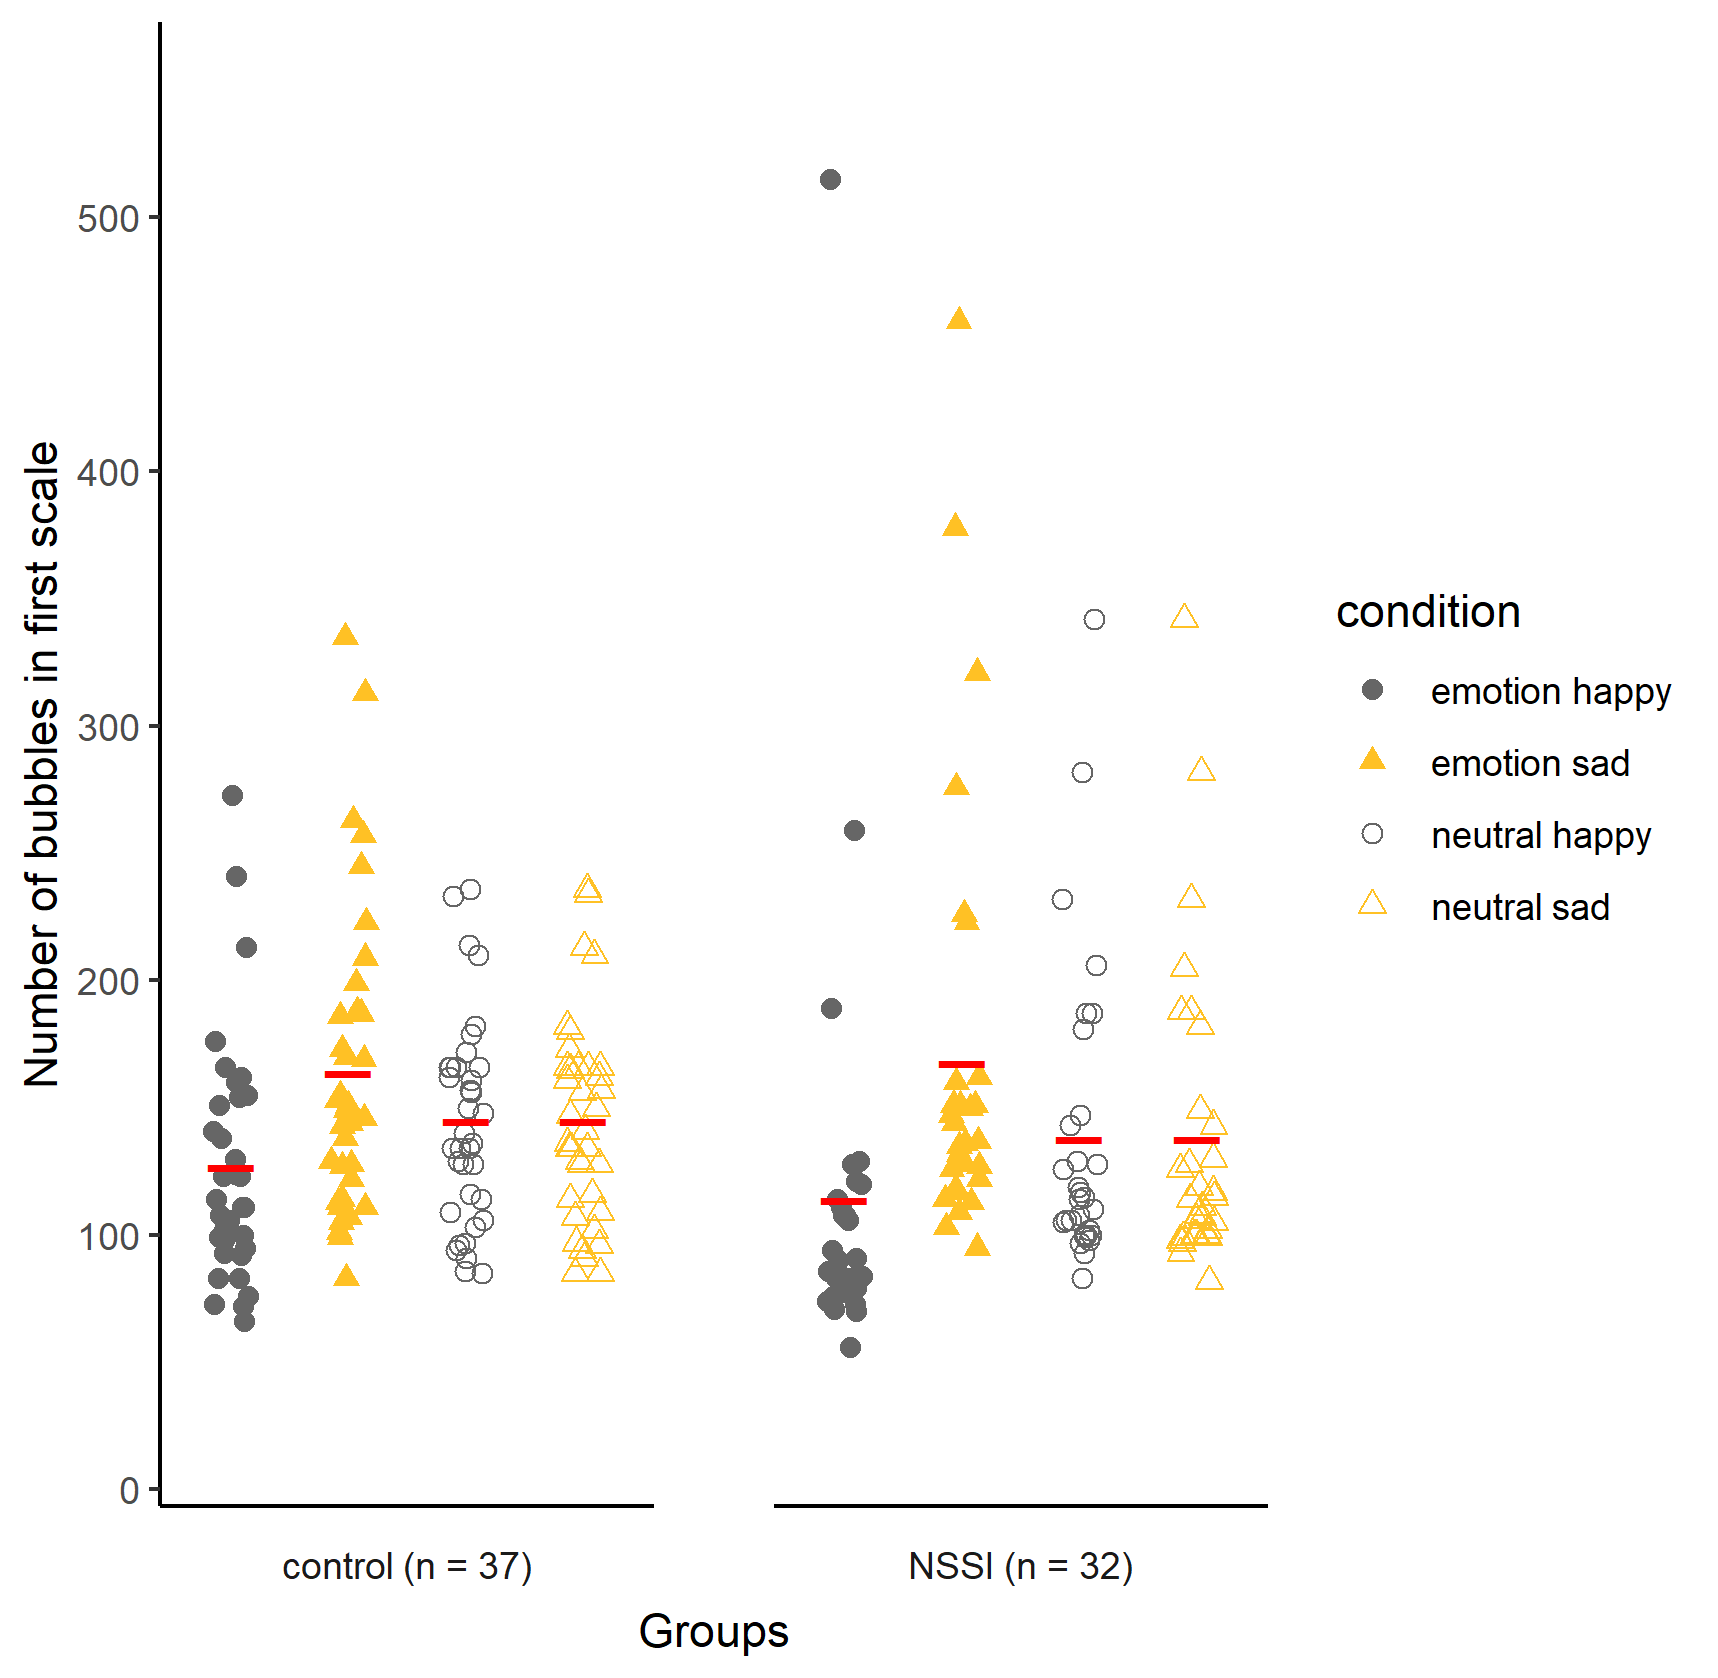 Number of bubbles in first scale
500
400
300
200
100
0
control (n = 37)
NSSI (n = 32)
Groups
condition
emotion happy
emotion sad
neutral happy
neutral sad